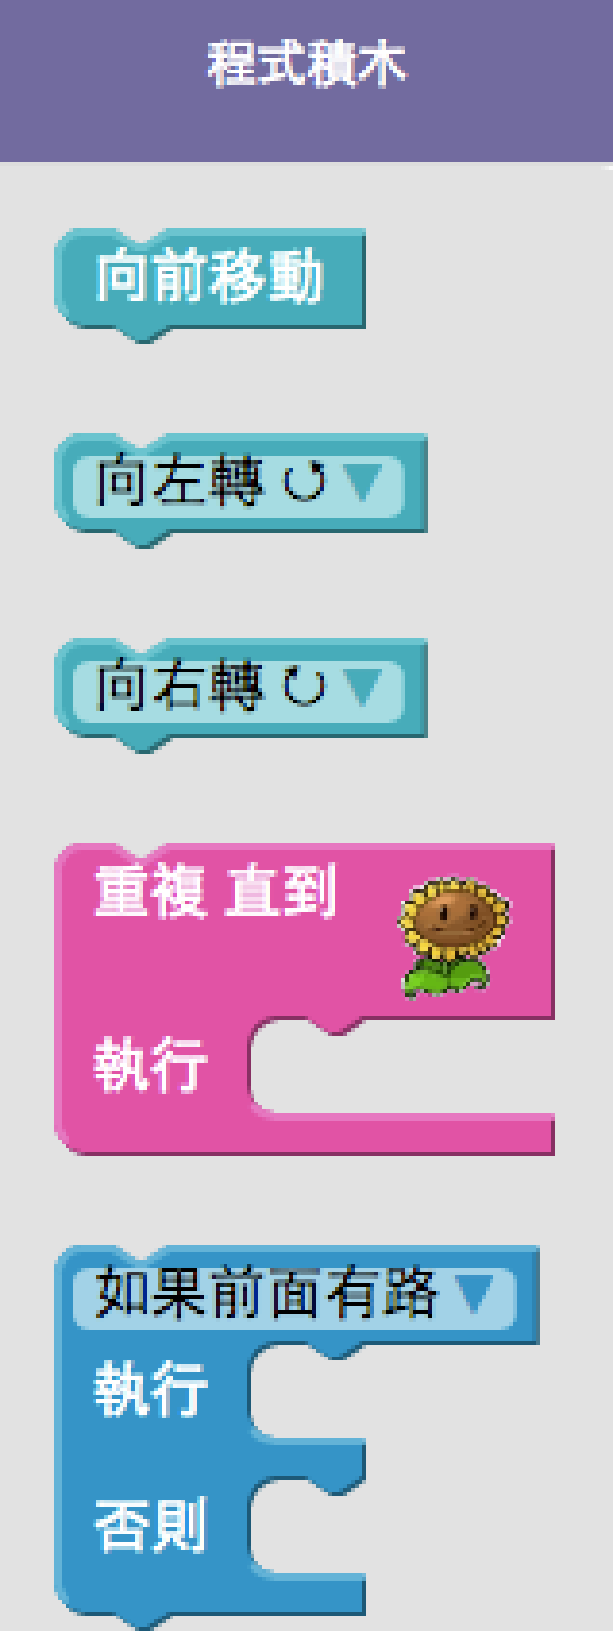 程式積木
向前移動
向左轉 ↺ ▼
向右轉 ↻ ▼
重複 直到
執行
如果前面有路 ▼
執行
否則